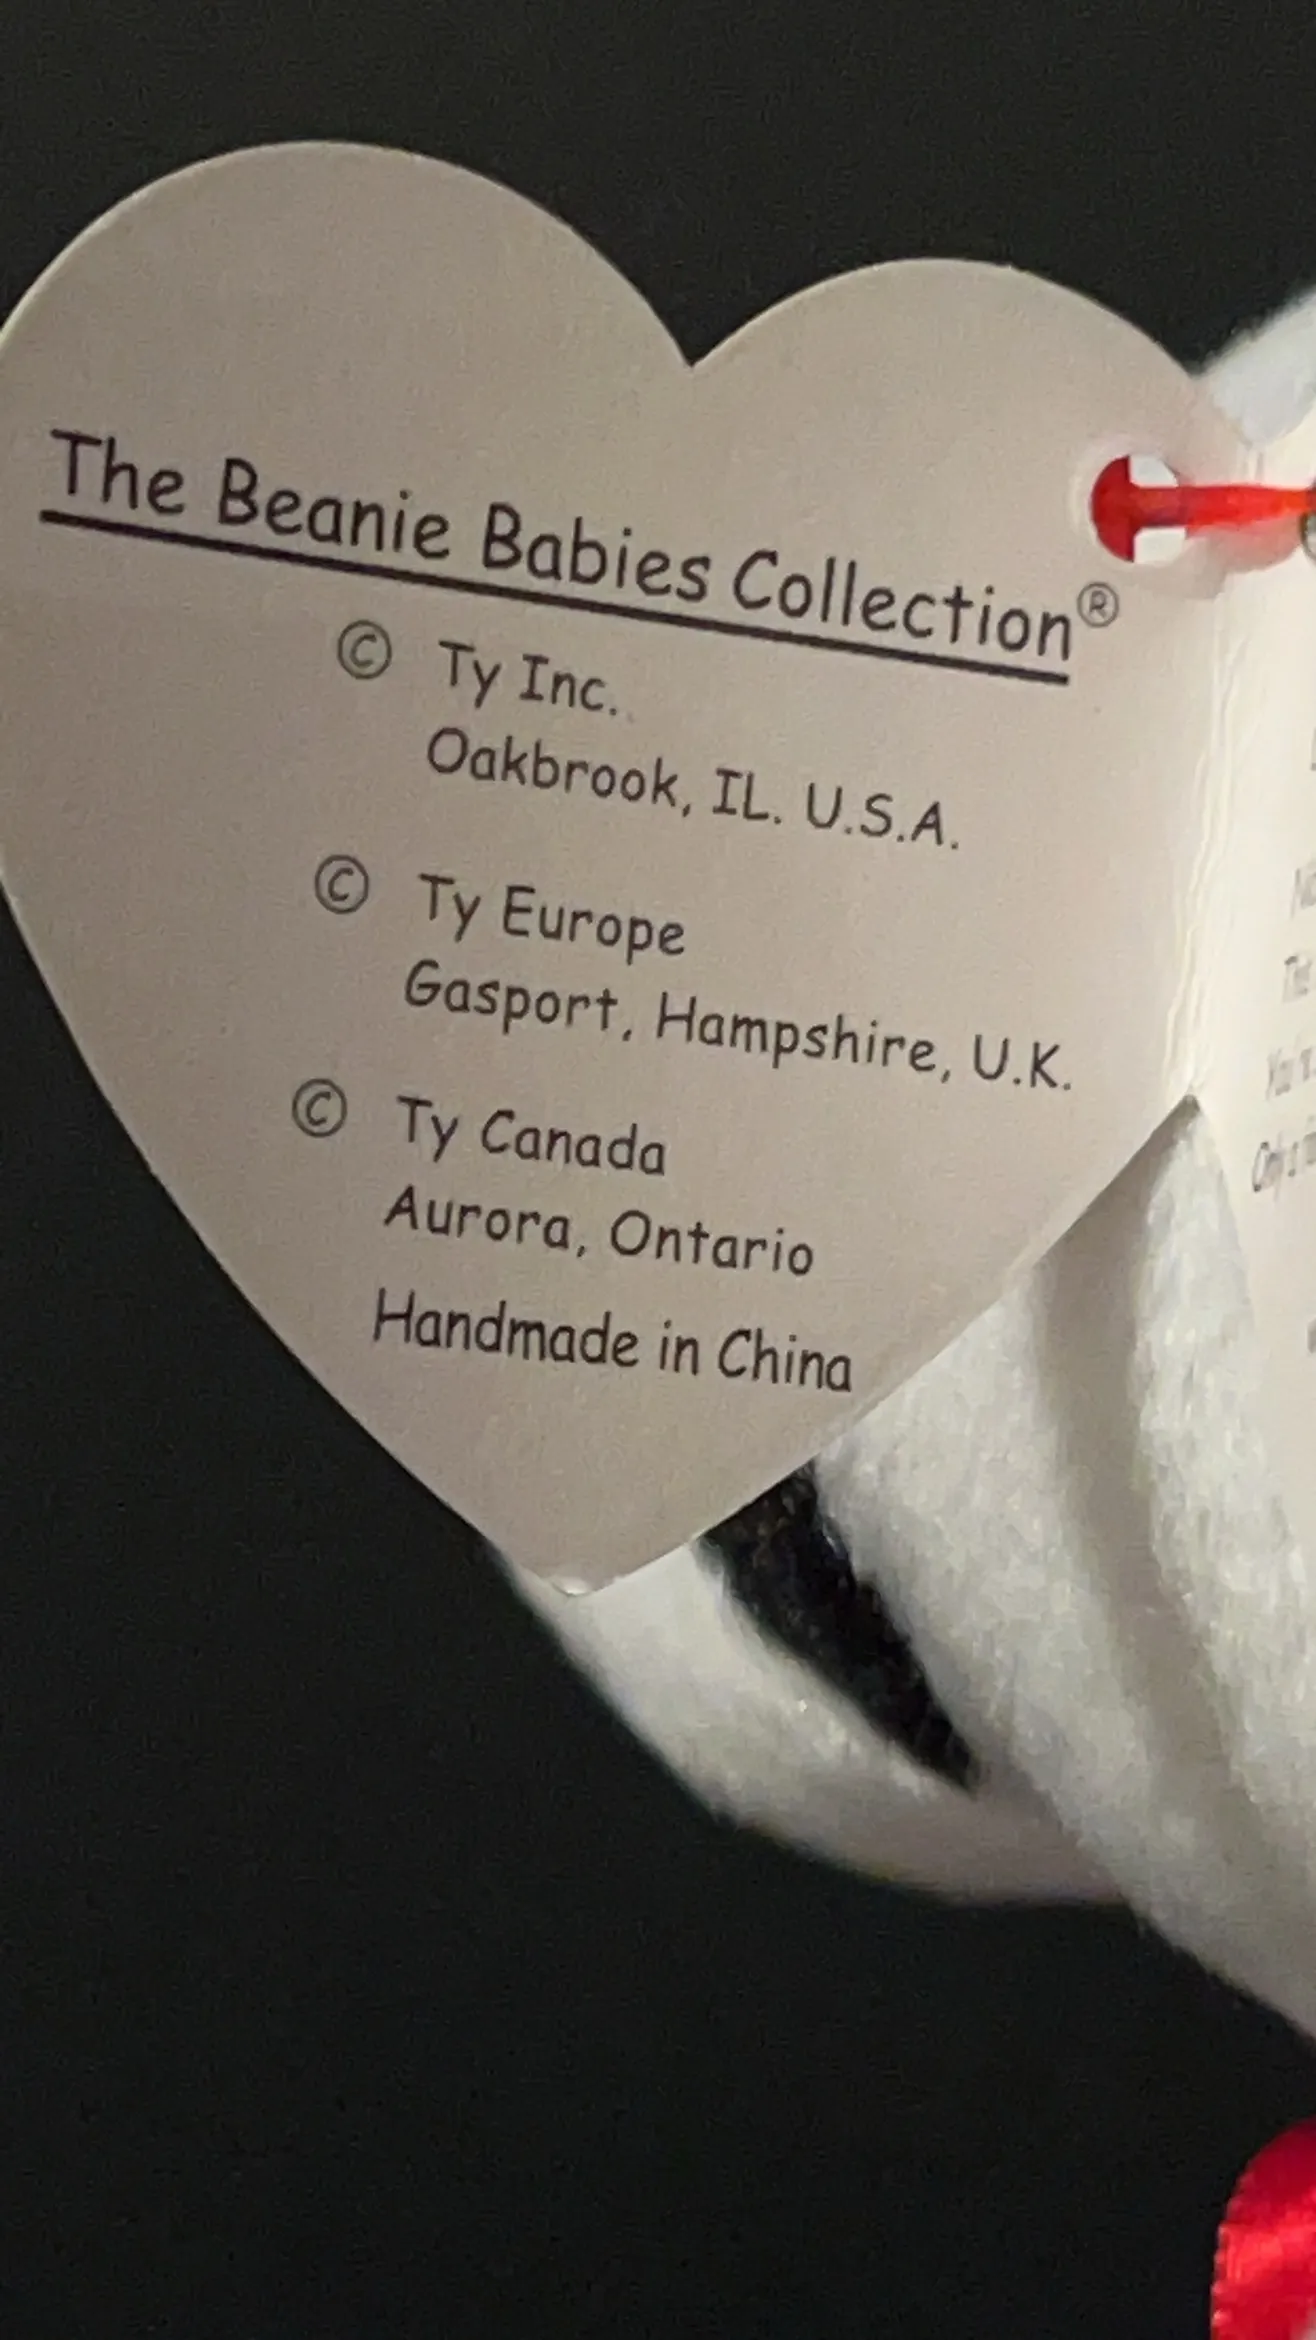 The Beanie Babies Collection®
© Ty Inc.
Oakbrook, IL. U.S.A.
© Ty Europe
Gasport, Hampshire, U.K.
© Ty Canada
Aurora, Ontario
Handmade in China
The